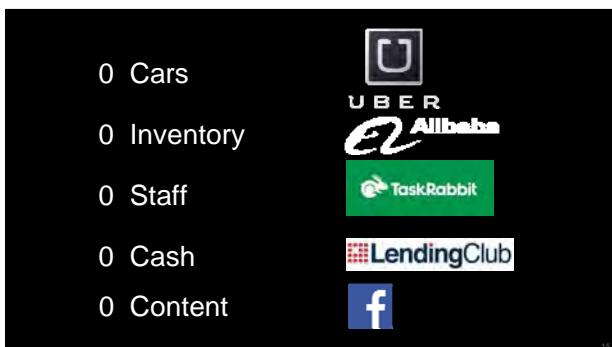 0 Cars
U
UBER
0 Inventory
Alibaba
0 Staff
TaskRabbit
0 Cash
LendingClub
0 Content
f